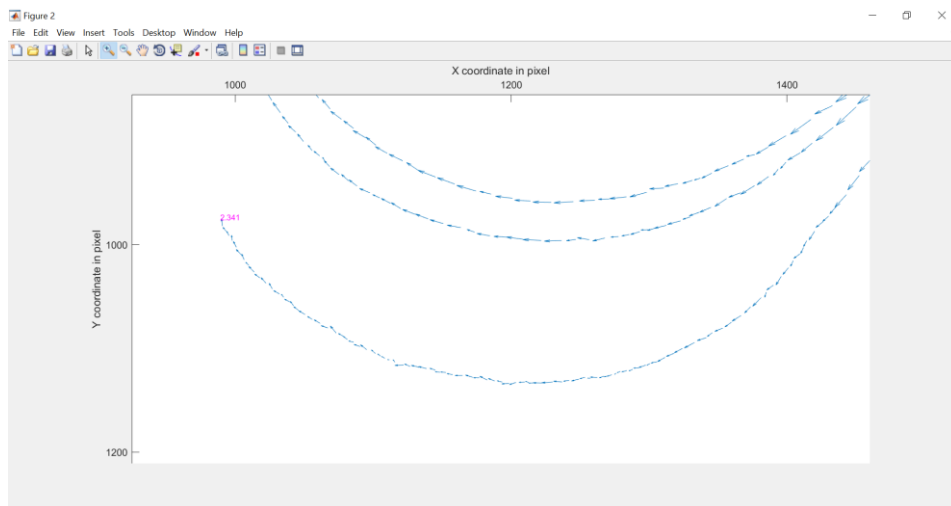 Figure 2
File Edit View Insert Tools Desktop Window Help
X coordinate in pixel
1000 1200 1400
2.341
1000
Y coordinate in pixel
1200